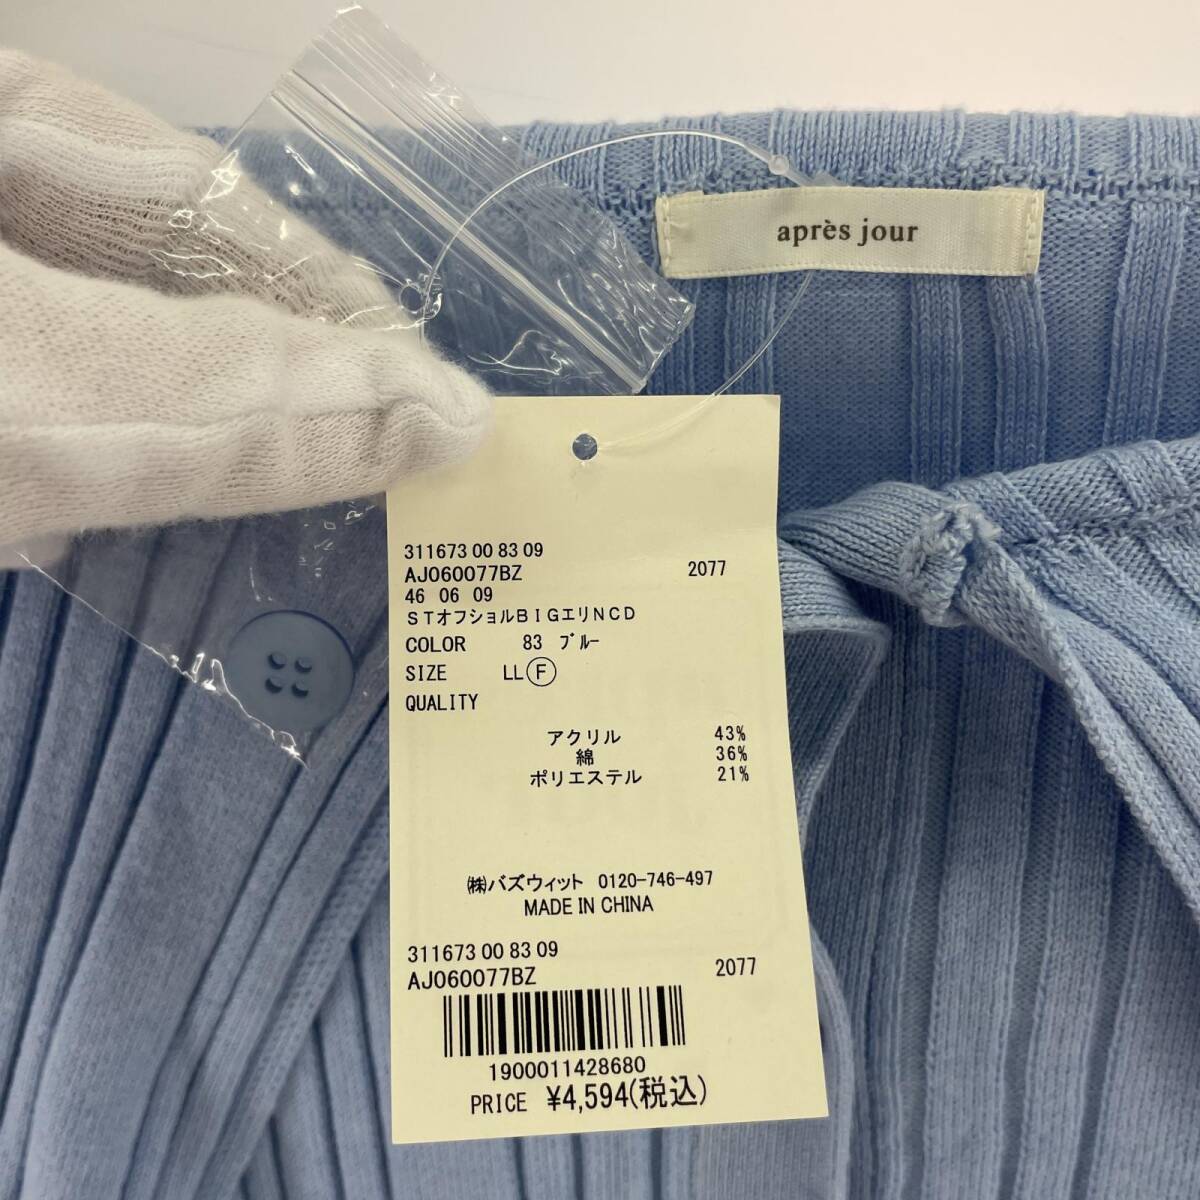 après jour
311673 00 83 09
AJ060077BZ 2077
46 06 09
STオフショルBIGエリNCD
COLOR 83 ブルー
SIZE LL Ⓕ
QUALITY
アクリル 43%
綿 36%
ポリエステル 21%
㈱バズウィット 0120-746-497
MADE IN CHINA
311673 00 83 09
AJ060077BZ 2077
1900011428680
PRICE ¥4,594(税込)